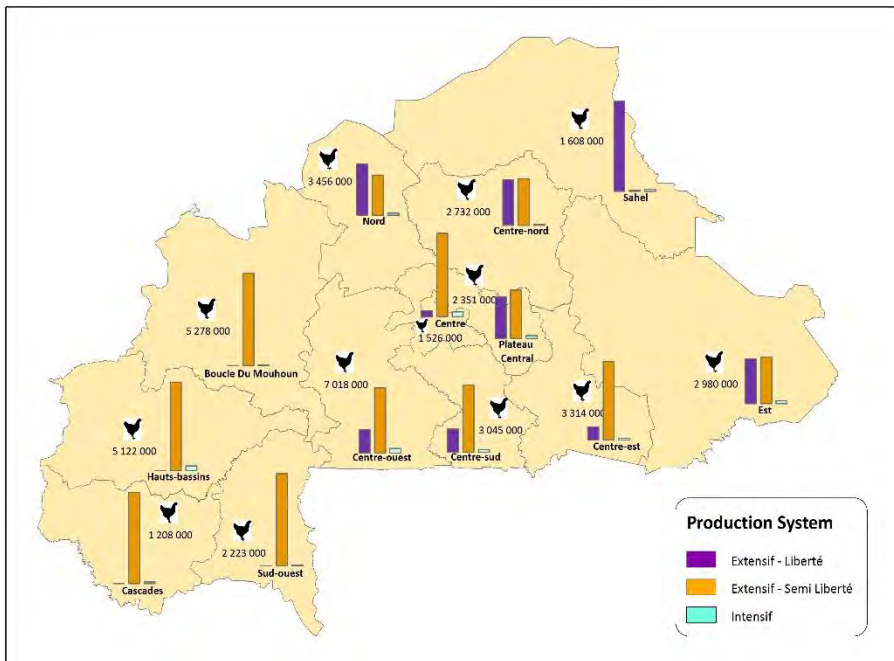 1 608 000
Sahel
3 456 000
Nord
2 732 000
Centre-nord
2 351 000
Centre
1 526 000
Plateau
Central
5 278 000
Boucle Du Mouhoun
7 018 000
Centre-ouest
3 045 000
Centre-sud
3 314 000
Centre-est
2 980 000
Est
5 122 000
Hauts-bassins
1 208 000
Cascades
2 223 000
Sud-ouest
Production System
Extensif - Liberté
Extensif - Semi Liberté
Intensif